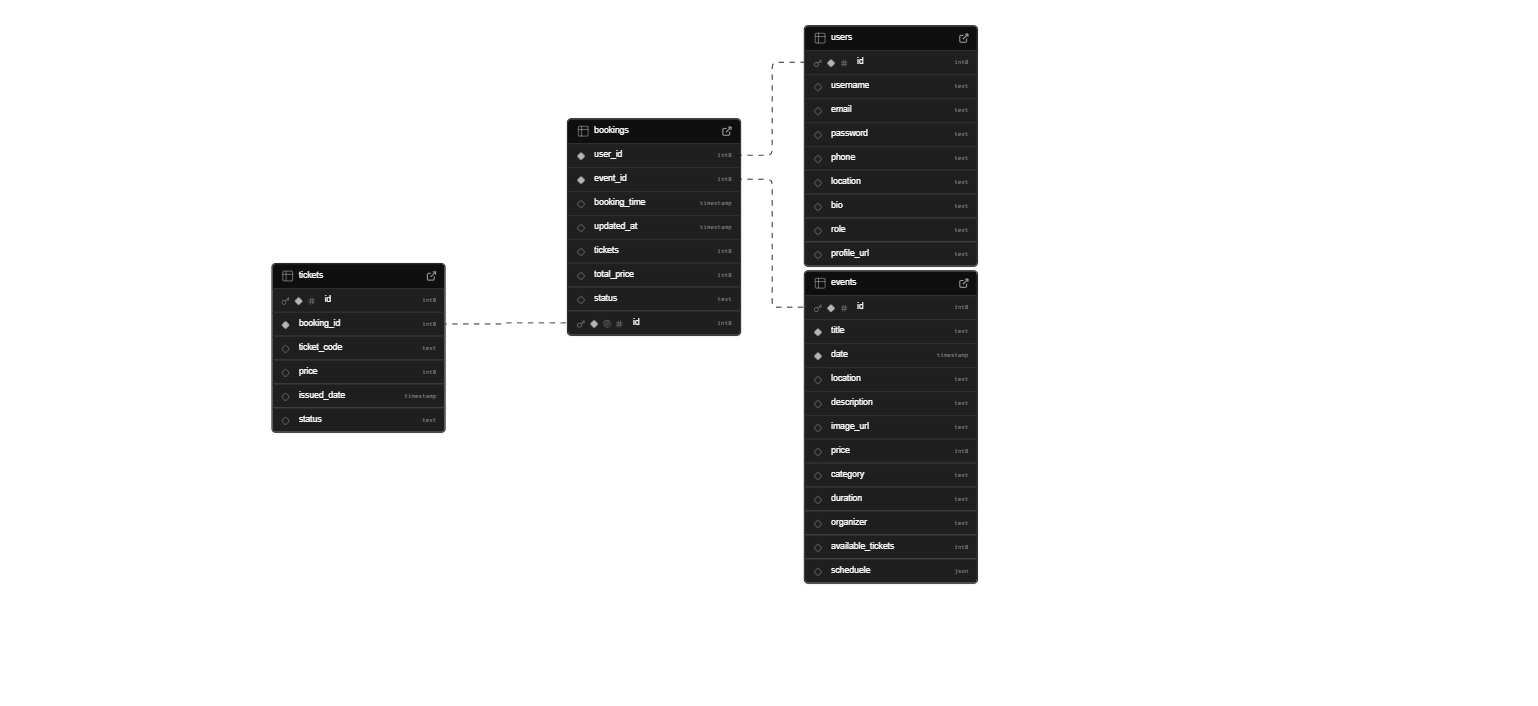 users
id int8
username text
email text
password text
phone text
location text
bio text
role text
profile_url text
bookings
user_id int8
event_id int8
booking_time timestamp
updated_at timestamp
tickets int8
total_price int8
status text
# id int8
tickets
# id int8
booking_id int8
ticket_code text
price int8
issued_date timestamp
status text
events
# id int8
title text
date timestamp
location text
description text
image_url text
price int8
category text
duration text
organizer text
available_tickets int8
scheduele json